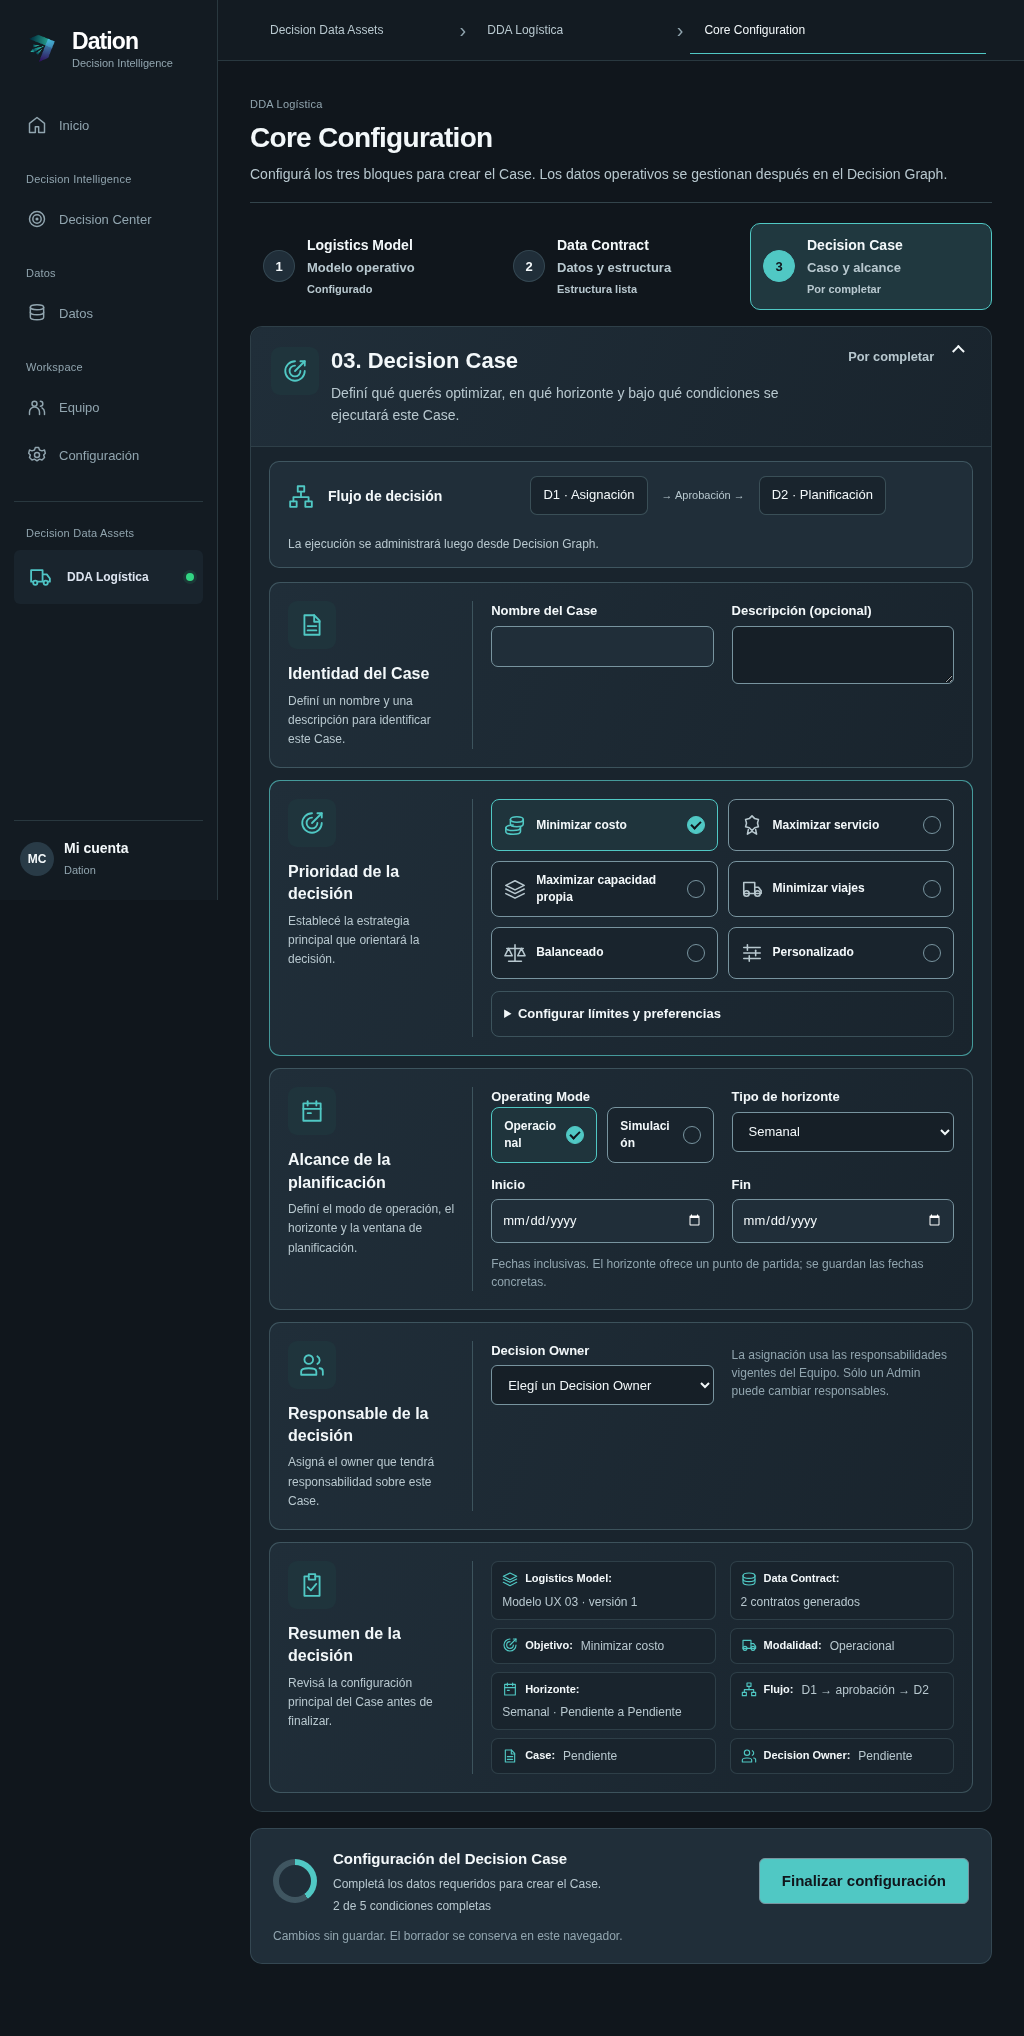 Dation
Decision Intelligence
Inicio
Decision Intelligence
Decision Center
Datos
Datos
Workspace
Equipo
Configuración
Decision Data Assets
DDA Logística
MC
Mi cuenta
Dation
Decision Data Assets › DDA Logística › Core Configuration
DDA Logística
Core Configuration
Configurá los tres bloques para crear el Case. Los datos operativos se gestionan después en el Decision Graph.
1
Logistics Model
Modelo operativo
Configurado
2
Data Contract
Datos y estructura
Estructura lista
3
Decision Case
Caso y alcance
Por completar
03. Decision Case
Por completar
Definí qué querés optimizar, en qué horizonte y bajo qué condiciones se
ejecutará este Case.
Flujo de decisión
D1 · Asignación
→ Aprobación →
D2 · Planificación
La ejecución se administrará luego desde Decision Graph.
Identidad del Case
Definí un nombre y una
descripción para identificar
este Case.
Nombre del Case
Descripción (opcional)
Prioridad de la
decisión
Establecé la estrategia
principal que orientará la
decisión.
Minimizar costo
Maximizar servicio
Maximizar capacidad
propia
Minimizar viajes
Balanceado
Personalizado
▶ Configurar límites y preferencias
Alcance de la
planificación
Definí el modo de operación, el
horizonte y la ventana de
planificación.
Operating Mode
Operacio
nal
Simulaci
ón
Tipo de horizonte
Semanal
Inicio
mm/dd/yyyy
Fin
mm/dd/yyyy
Fechas inclusivas. El horizonte ofrece un punto de partida; se guardan las fechas
concretas.
Responsable de la
decisión
Asigná el owner que tendrá
responsabilidad sobre este
Case.
Decision Owner
Elegí un Decision Owner
La asignación usa las responsabilidades
vigentes del Equipo. Sólo un Admin
puede cambiar responsables.
Resumen de la
decisión
Revisá la configuración
principal del Case antes de
finalizar.
Logistics Model:
Modelo UX 03 · versión 1
Data Contract:
2 contratos generados
Objetivo: Minimizar costo
Modalidad: Operacional
Horizonte:
Semanal · Pendiente a Pendiente
Flujo: D1 → aprobación → D2
Case: Pendiente
Decision Owner: Pendiente
Configuración del Decision Case
Completá los datos requeridos para crear el Case.
2 de 5 condiciones completas
Finalizar configuración
Cambios sin guardar. El borrador se conserva en este navegador.